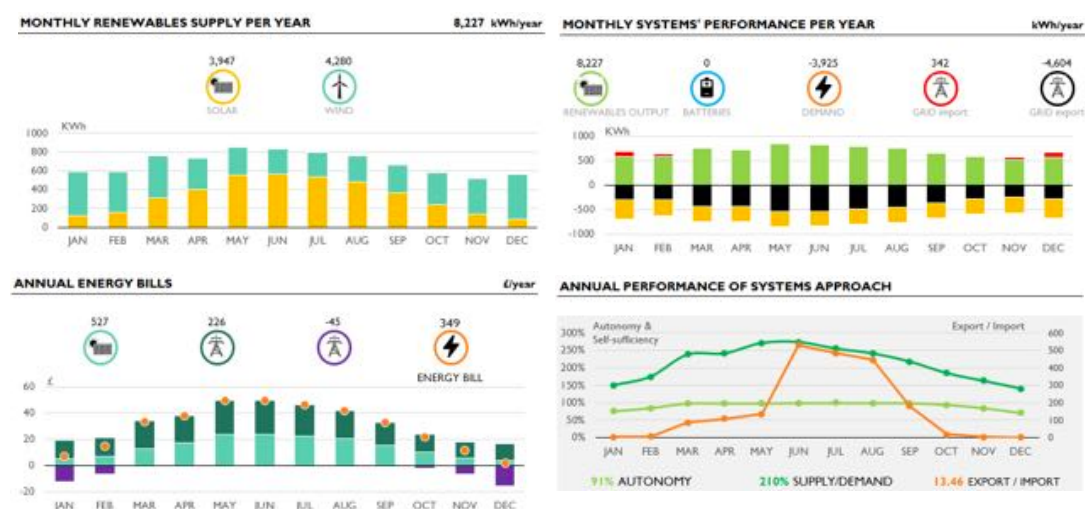 MONTHLY RENEWABLES SUPPLY PER YEAR 8,227 kWh/year
3,947 4,280
SOLAR WIND
KWh
1000
800
600
400
200
0
JAN FEB MAR APR MAY JUN JUL AUG SEP OCT NOV DEC
MONTHLY SYSTEMS' PERFORMANCE PER YEAR kWh/year
8,227 0 -3,925 342 -4,604
RENEWABLES OUTPUT BATTERIES DEMAND GRID export GRID export
KWh
1000
500
0
-500
-1000
JAN FEB MAR APR MAY JUN JUL AUG SEP OCT NOV DEC
ANNUAL ENERGY BILLS £/year
527 226 -45 349
ENERGY BILL
£
60
40
20
0
-20
JAN FEB MAR APR MAY JUN JUL AUG SEP OCT NOV DEC
ANNUAL PERFORMANCE OF SYSTEMS APPROACH
Autonomy & Export / Import
Self-sufficiency
300% 600
250% 500
200% 400
150% 300
100% 200
50% 100
0% 0
JAN FEB MAR APR MAY JUN JUL AUG SEP OCT NOV DEC
91% AUTONOMY 210% SUPPLY/DEMAND 13.46 EXPORT / IMPORT